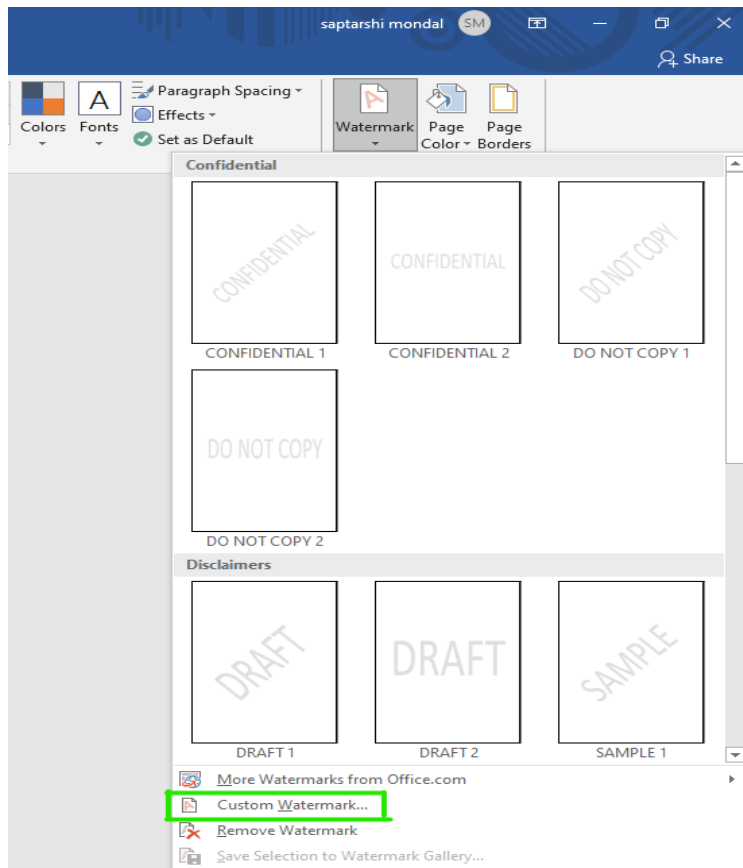 saptarshi mondal SM
Share
Paragraph Spacing
Effects
Set as Default
Colors Fonts
A
Watermark Page Color Page Borders
Confidential
CONFIDENTIAL CONFIDENTIAL DO NOT COPY
CONFIDENTIAL 1 CONFIDENTIAL 2 DO NOT COPY 1
DO NOT COPY
DO NOT COPY 2
Disclaimers
DRAFT DRAFT SAMPLE
DRAFT 1 DRAFT 2 SAMPLE 1
More Watermarks from Office.com
Custom Watermark...
Remove Watermark
Save Selection to Watermark Gallery...